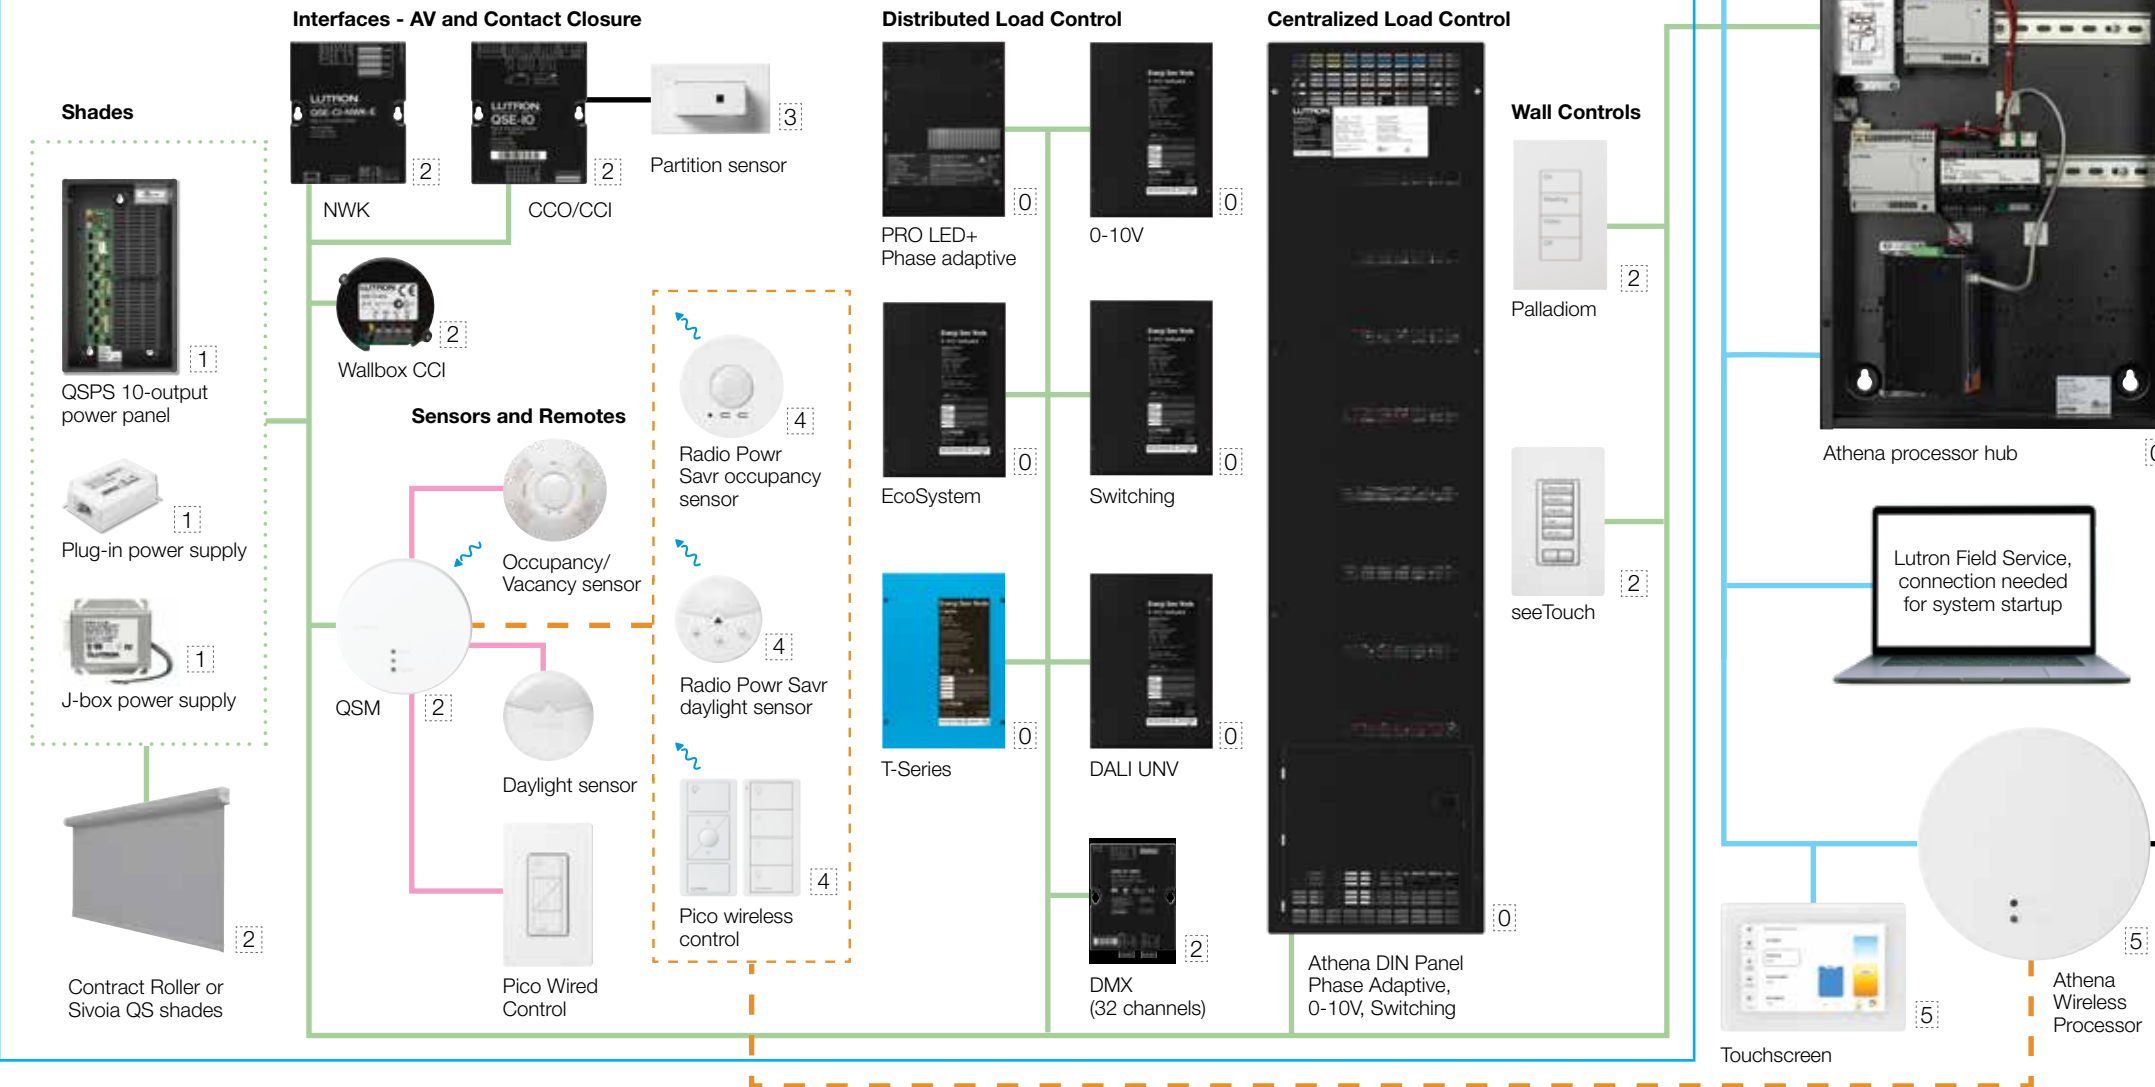 Interfaces - AV and Contact Closure
Distributed Load Control
Centralized Load Control
Shades
Wall Controls
LUTRON
QSE-CI-NWK-E
2
NWK
LUTRON
QSE-IO
2
CCO/CCI
3
Partition sensor
0
PRO LED+
Phase adaptive
0
0-10V
LUTRON
2
Palladiom
1
QSPS 10-output
power panel
LUTRON
2
Wallbox CCI
Sensors and Remotes
4
Radio Powr
Savr occupancy
sensor
0
EcoSystem
0
Switching
Athena processor hub
1
Plug-in power supply
Occupancy/
Vacancy sensor
2
seeTouch
Lutron Field Service,
connection needed
for system startup
1
J-box power supply
QSM
2
4
Radio Powr Savr
daylight sensor
0
T-Series
0
DALI UNV
Daylight sensor
4
Pico wireless
control
2
Contract Roller or
Sivoia QS shades
Pico Wired
Control
2
DMX
(32 channels)
0
Athena DIN Panel
Phase Adaptive,
0-10V, Switching
5
Athena
Wireless
Processor
5
Touchscreen